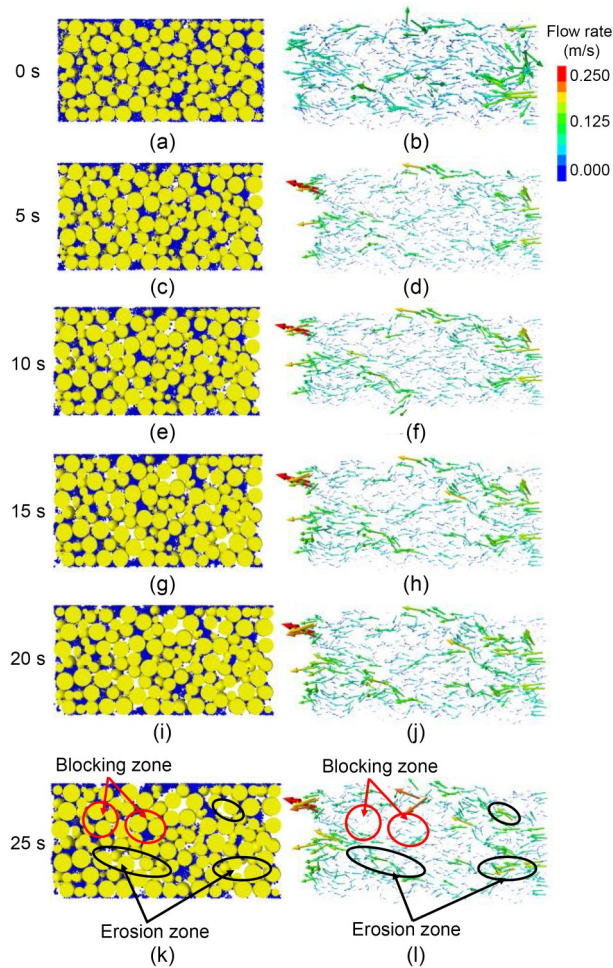 Flow rate
(m/s)
0.250
0.125
0.000
0 s
(a)
(b)
5 s
(c)
(d)
10 s
(e)
(f)
15 s
(g)
(h)
20 s
(i)
(j)
Blocking zone
Blocking zone
25 s
Erosion zone
Erosion zone
(k)
(l)